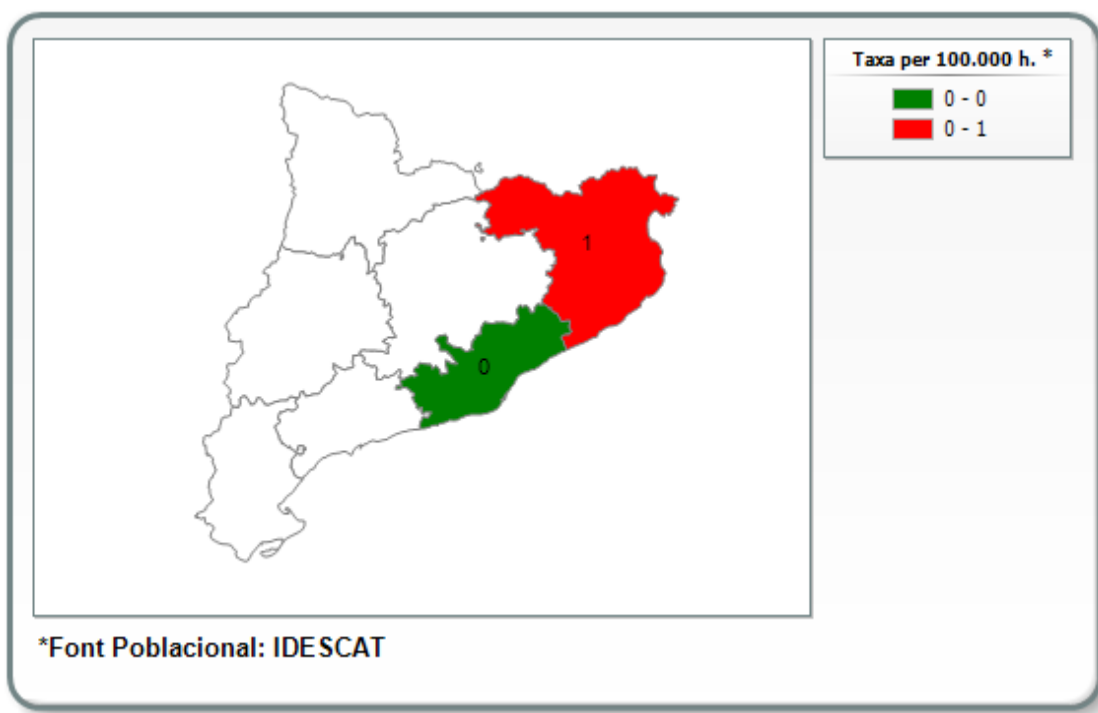 Taxa per 100.000 h. *
0 - 0
0 - 1
1
0
*Font Poblacional: IDESCAT